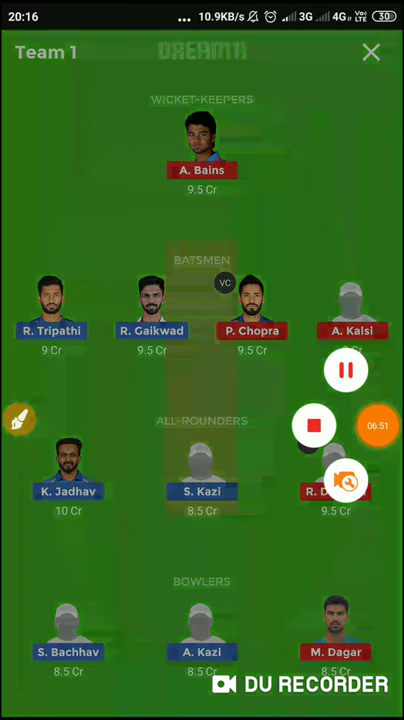 20:16 ... 10.9KB/s 3G 4G Vo LTE 30
Team 1 DREAM11
WICKET-KEEPERS
A. Bains
9.5 Cr
BATSMEN
VC
R. Tripathi R. Gaikwad P. Chopra A. Kalsi
9 Cr 9.5 Cr 9.5 Cr Cr
06:51
ALL-ROUNDERS
K. Jadhav S. Kazi R.
10 Cr 8.5 Cr 9.5 Cr
BOWLERS
S. Bachhav A. Kazi M. Dagar
8.5 Cr 8.5 Cr 8.5 Cr
DU RECORDER